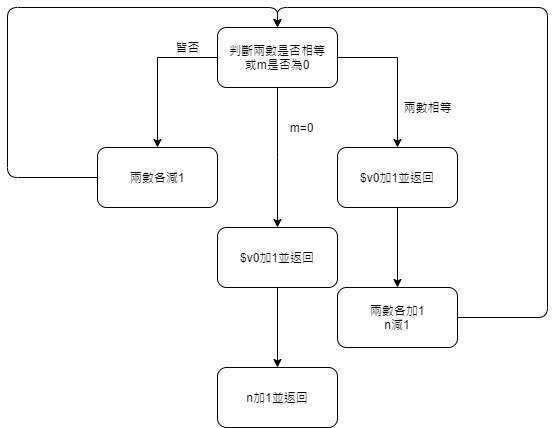 判斷兩數是否相等
或m是否為0
皆否
兩數相等
m=0
兩數各減1
$v0加1並返回
$v0加1並返回
兩數各加1
n減1
n加1並返回